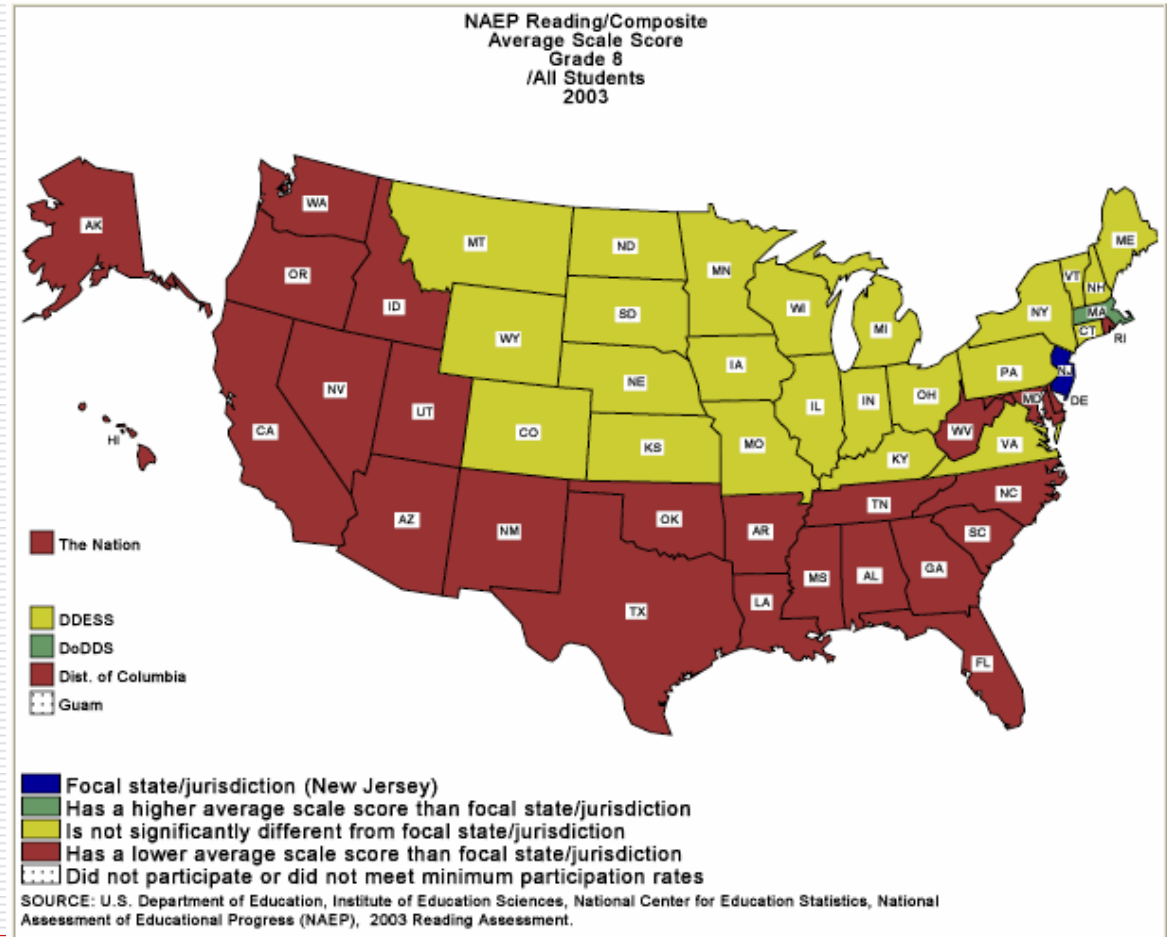 NAEP Reading/Composite
Average Scale Score
Grade 8
/All Students
2003
AK
WA
MT
ND
MN
ME
VT
NH
OR
ID
WY
SD
WI
MI
NY
MA
CT
RI
NV
UT
CO
NE
IA
IL
IN
OH
PA
NJ
DE
MD
CA
HI
KS
MO
KY
WV
VA
AZ
NM
OK
AR
TN
NC
SC
TX
LA
MS
AL
GA
FL
The Nation
DDESS
DoDDS
Dist. of Columbia
Guam
Focal state/jurisdiction (New Jersey)
Has a higher average scale score than focal state/jurisdiction
Is not significantly different from focal state/jurisdiction
Has a lower average scale score than focal state/jurisdiction
Did not participate or did not meet minimum participation rates
SOURCE: U.S. Department of Education, Institute of Education Sciences, National Center for Education Statistics, National
Assessment of Educational Progress (NAEP), 2003 Reading Assessment.